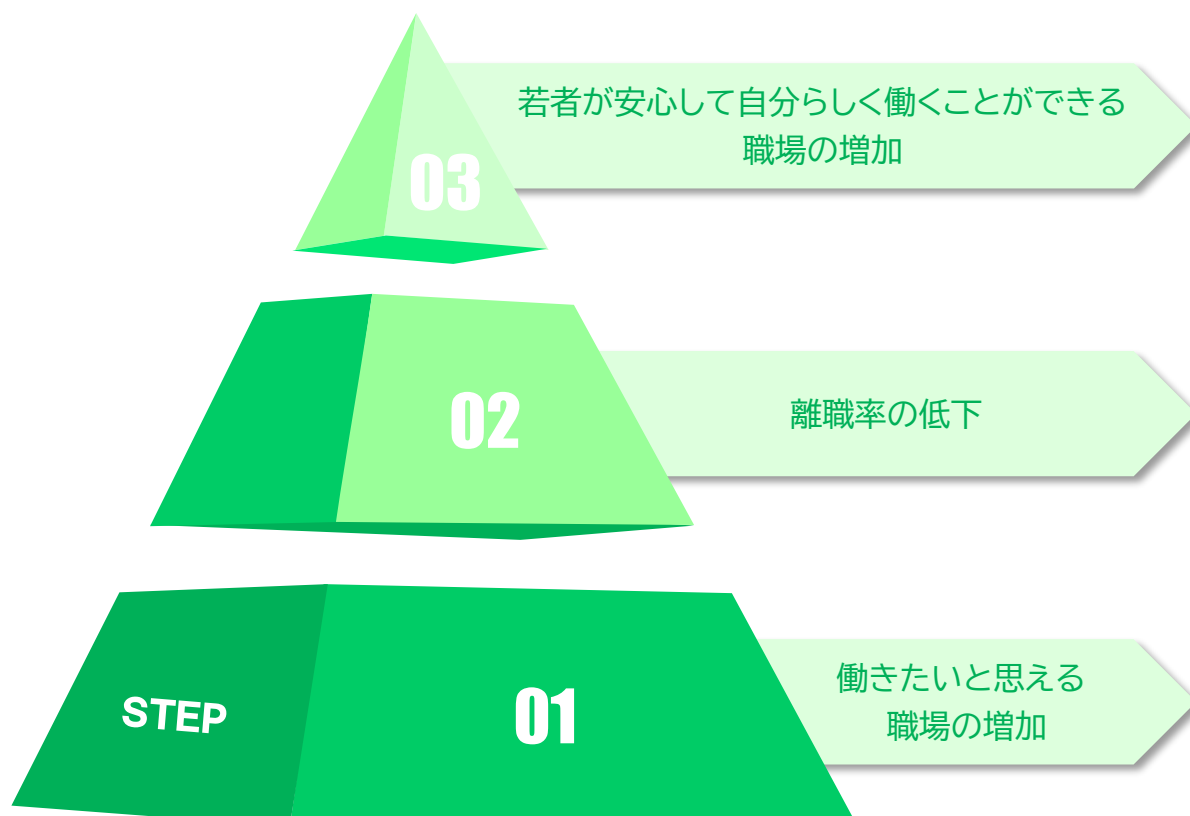 03
若者が安心して自分らしく働くことができる
職場の増加
02
離職率の低下
STEP
01
働きたいと思える
職場の増加